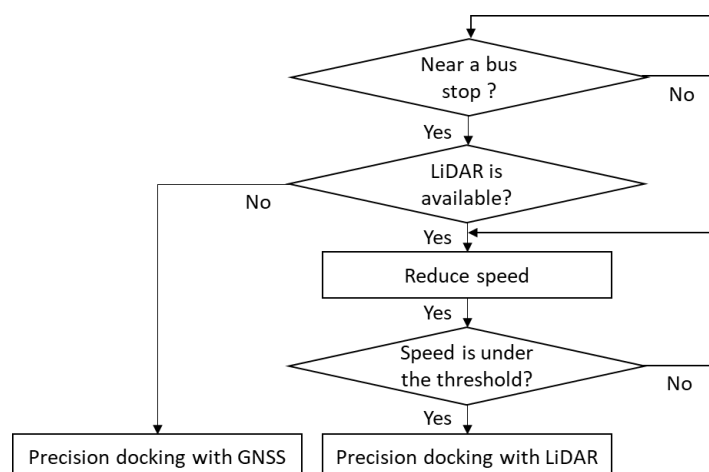 Near a bus
stop ?
No
Yes
LiDAR is
available?
No
Yes
Reduce speed
Yes
Speed is under
the threshold?
No
Yes
Precision docking with GNSS
Precision docking with LiDAR